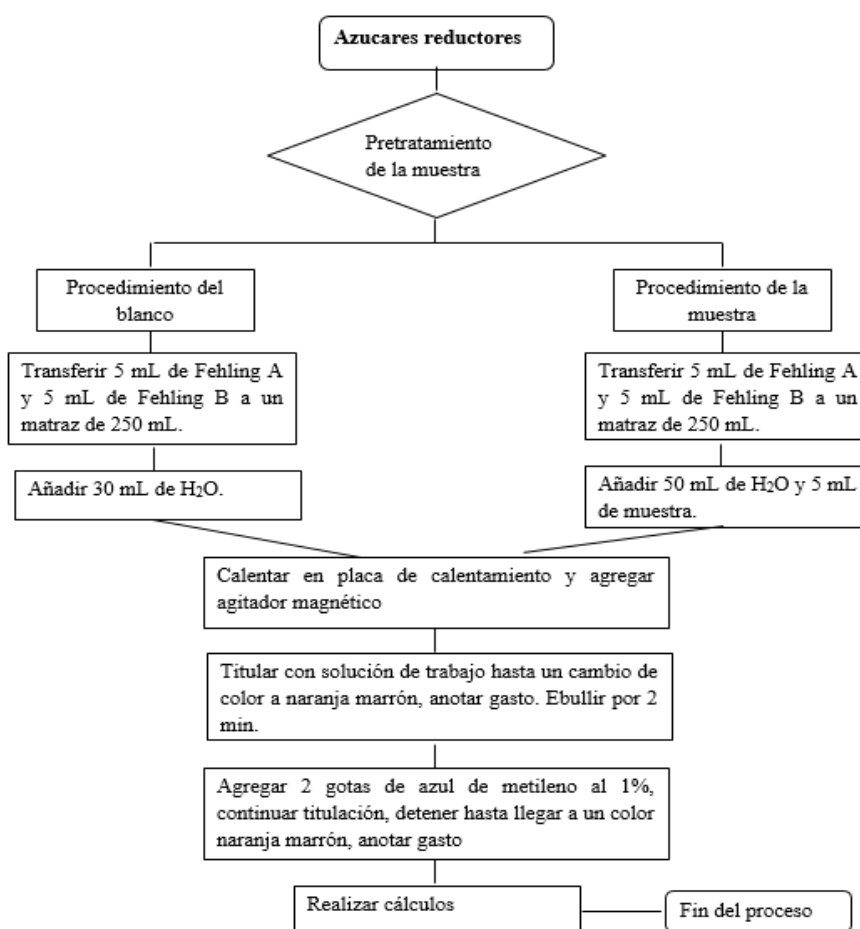 Azucares reductores
Pretratamiento
de la muestra
Procedimiento del
blanco
Procedimiento de la
muestra
Transferir 5 mL de Fehling A
y 5 mL de Fehling B a un
matraz de 250 mL.
Transferir 5 mL de Fehling A
y 5 mL de Fehling B a un
matraz de 250 mL.
Añadir 30 mL de H₂O.
Añadir 50 mL de H₂O y 5 mL
de muestra.
Calentar en placa de calentamiento y agregar
agitador magnético
Titular con solución de trabajo hasta un cambio de
color a naranja marrón, anotar gasto. Ebullir por 2
min.
Agregar 2 gotas de azul de metileno al 1%,
continuar titulación, detener hasta llegar a un color
naranja marrón, anotar gasto
Realizar cálculos
Fin del proceso